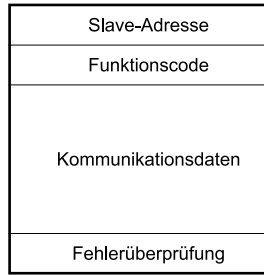 Slave-Adresse
Funktionscode
Kommunikationsdaten
Fehlerüberprüfung